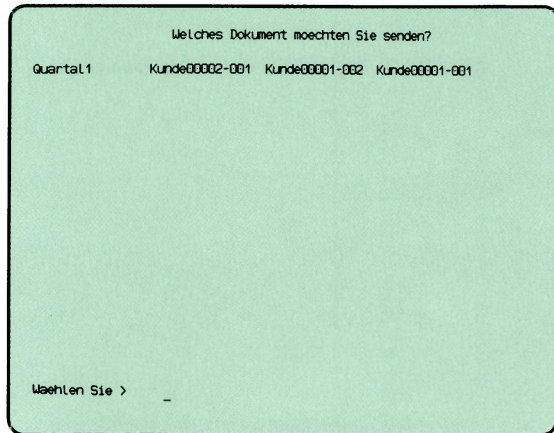 Welches Dokument moechten Sie senden?
Quartal1 Kunde00002-001 Kunde00001-002 Kunde00001-001
Waehlen Sie > _